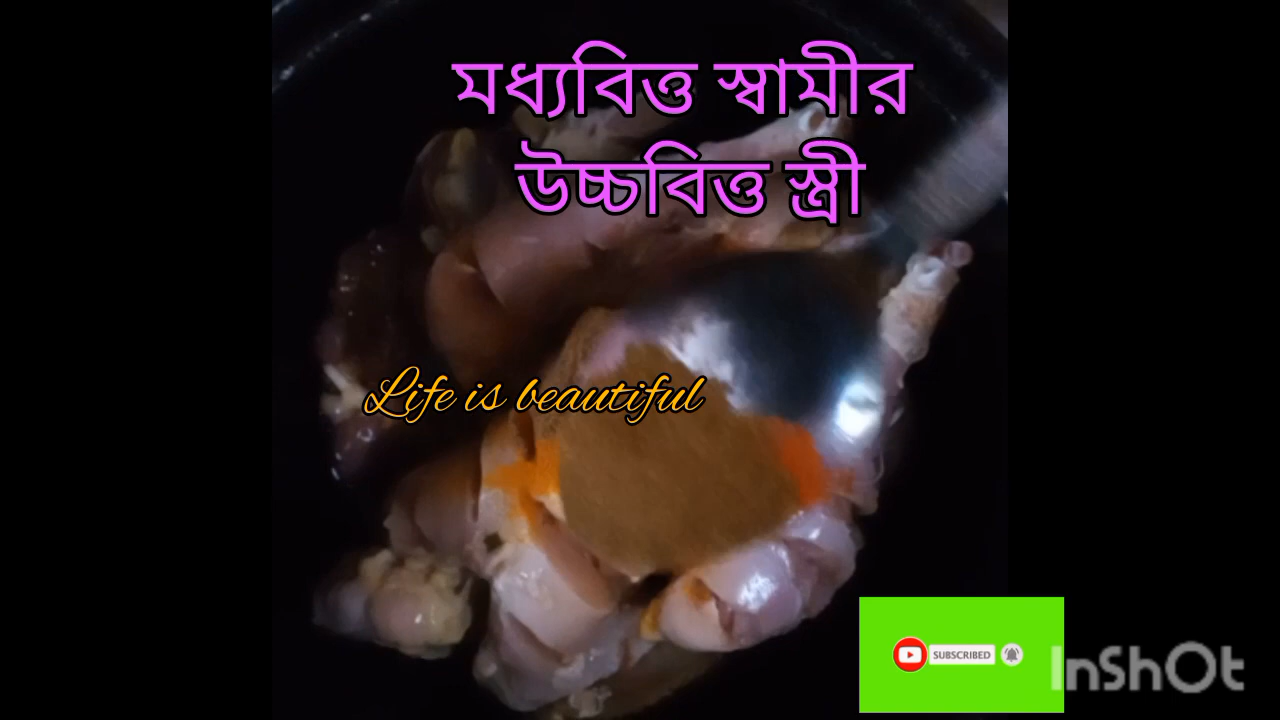 মধ্যবিত্ত স্বামীর
উচ্চবিত্ত স্ত্রী
Life is beautiful
SUBSCRIBED
InShOt